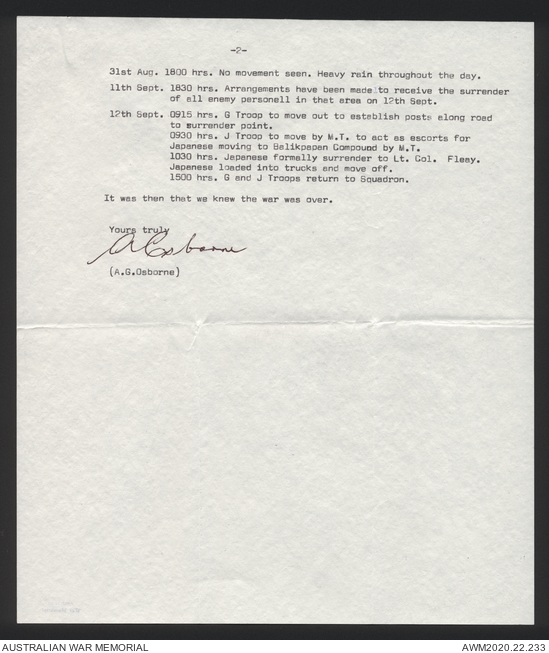 -2-
31st Aug. 1800 hrs. No movement seen. Heavy rain throughout the day.
11th Sept. 1830 hrs. Arrangements have been made to receive the surrender
of all enemy personell in that area on 12th Sept.
12th Sept. 0915 hrs. G Troop to move out to establish posts along road
to surrender point.
0930 hrs. J Troop to move by M.T. to act as escorts for
Japanese moving to Balikpapan Compound by M.T.
1030 hrs. Japanese formally surrender to Lt. Col. Fleay.
Japanese loaded into trucks and move off.
1500 hrs. G and J Troops return to Squadron.
It was then that we knew the war was over.
Yours truly
A G Osborne
(A.G.Osborne)
AUSTRALIAN WAR MEMORIAL
AWM2020.22.233